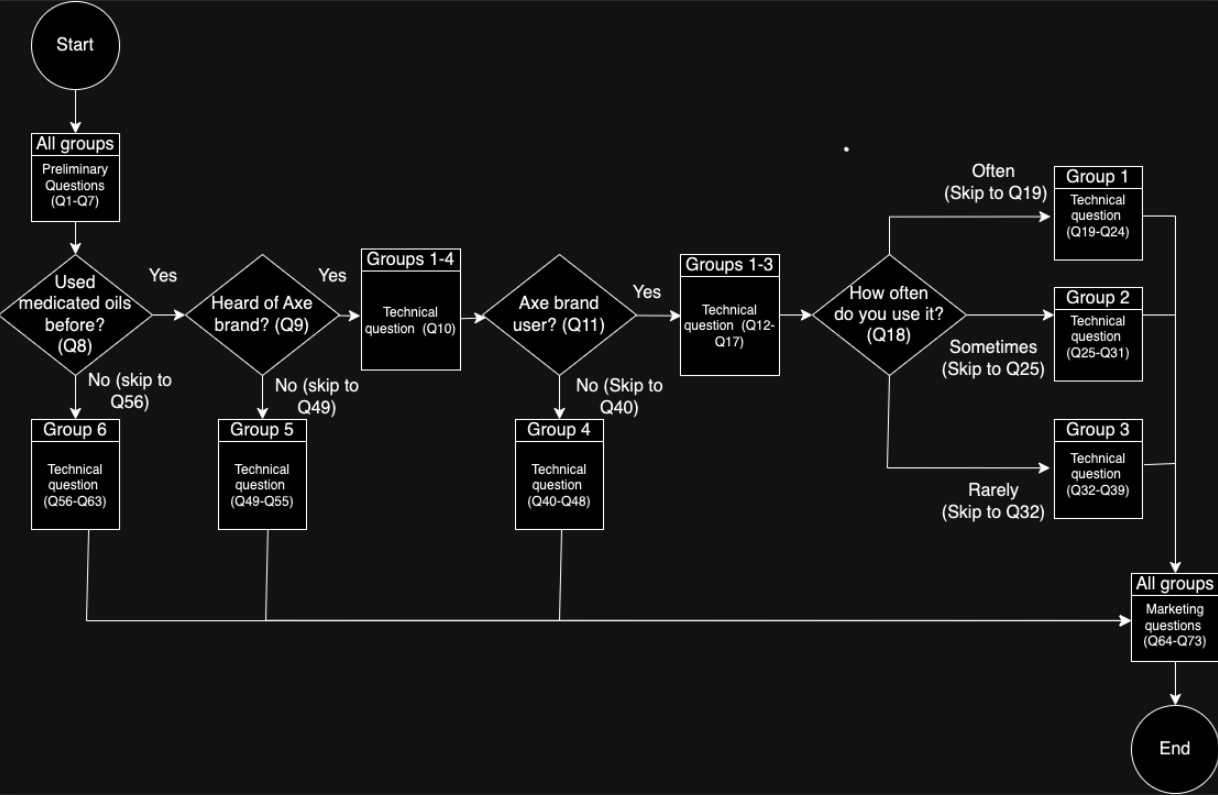 Start
All groups
Preliminary
Questions
(Q1-Q7)
Used
medicated oils
before?
(Q8)
Yes
No (skip to
Q56)
Heard of Axe
brand? (Q9)
Yes
No (skip to
Q49)
Groups 1-4
Technical
question (Q10)
Axe brand
user? (Q11)
Yes
No (Skip to
Q40)
Groups 1-3
Technical
question (Q12-
Q17)
How often
do you use it?
(Q18)
Often
(Skip to Q19)
Sometimes
(Skip to Q25)
Rarely
(Skip to Q32)
Group 1
Technical
question
(Q19-Q24)
Group 2
Technical
question
(Q25-Q31)
Group 3
Technical
question
(Q32-Q39)
Group 6
Technical
question
(Q56-Q63)
Group 5
Technical
question
(Q49-Q55)
Group 4
Technical
question
(Q40-Q48)
All groups
Marketing
questions
(Q64-Q73)
End